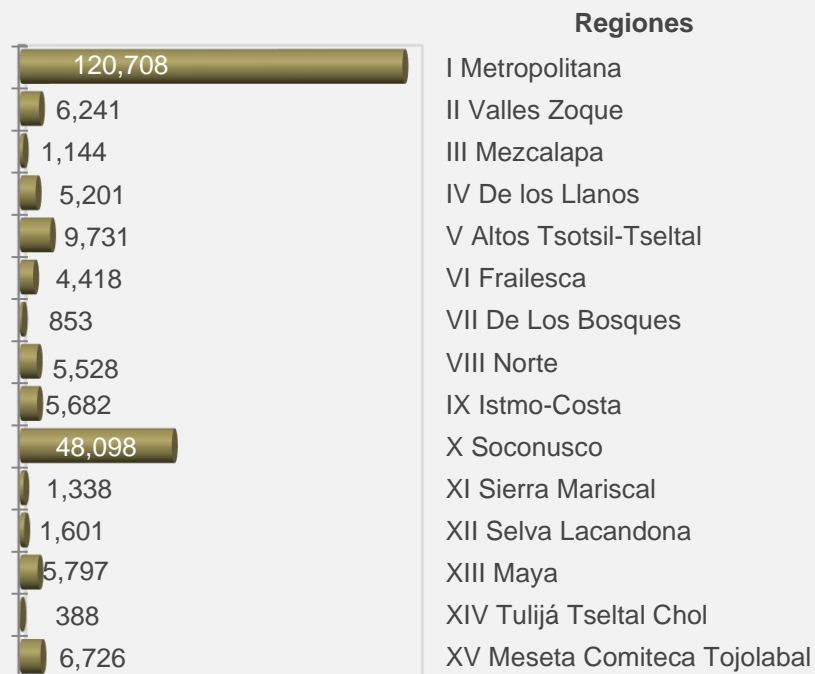 Regiones
120,708 I Metropolitana
6,241 II Valles Zoque
1,144 III Mezcalapa
5,201 IV De los Llanos
9,731 V Altos Tsotsil-Tseltal
4,418 VI Frailesca
853 VII De Los Bosques
5,528 VIII Norte
5,682 IX Istmo-Costa
48,098 X Soconusco
1,338 XI Sierra Mariscal
1,601 XII Selva Lacandona
5,797 XIII Maya
388 XIV Tulijá Tseltal Chol
6,726 XV Meseta Comiteca Tojolabal